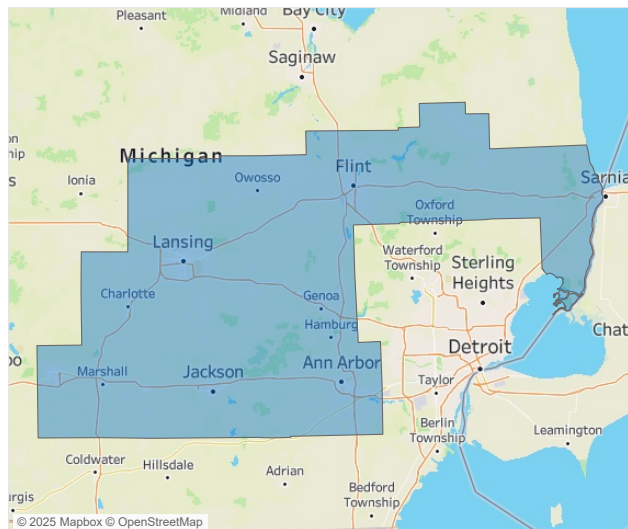 Bay City
Midland
Mount
Pleasant
Saginaw
Michigan
Ionia
Owosso
Flint
Sarnia
Oxford
Township
Lansing
Waterford
Township
Sterling
Heights
Charlotte
Genoa
Hamburg
Chat
Detroit
Marshall
Jackson
Ann Arbor
Taylor
Berlin
Township
Leamington
Coldwater
Hillsdale
Adrian
Bedford
Township
urgis
© 2025 Mapbox © OpenStreetMap